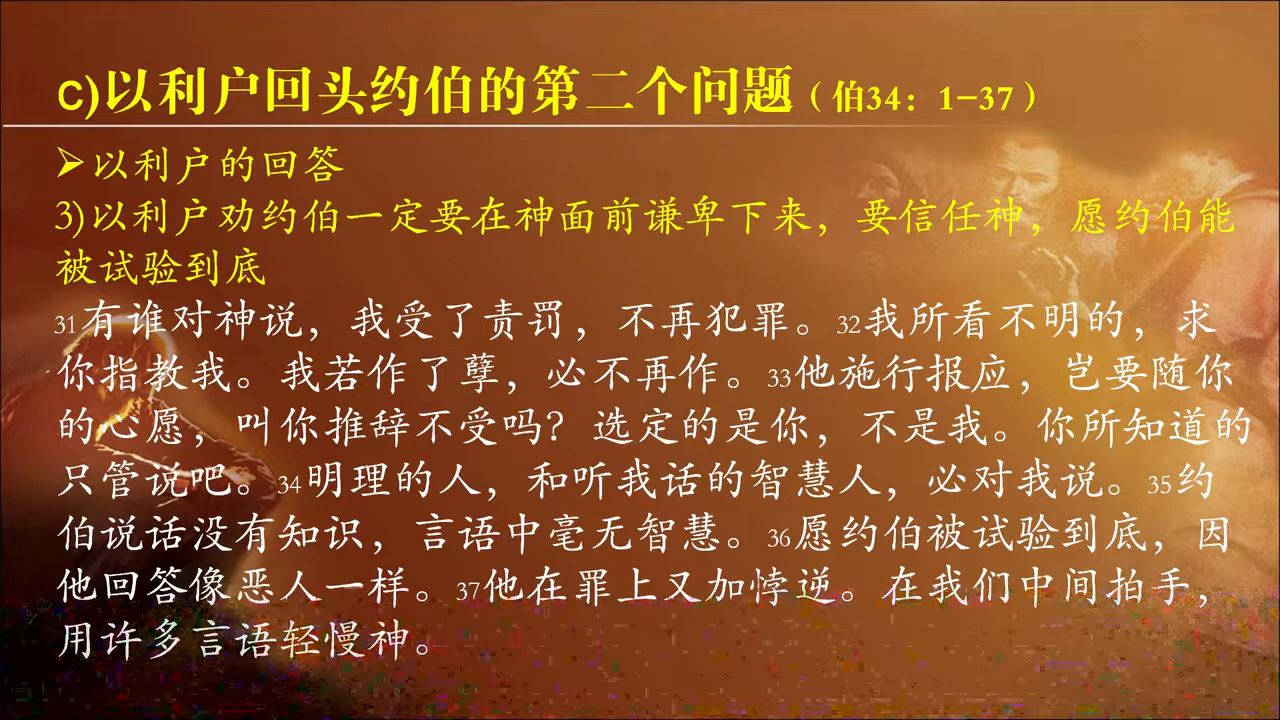 c)以利户回头约伯的第二个问题（伯34：1-37）
➢以利户的回答
3)以利户劝约伯一定要在神面前谦卑下来，要信任神，愿约伯能
被试验到底
31有谁对神说，我受了责罚，不再犯罪。32我所看不明的，求
你指教我。我若作了孽，必不再作。33他施行报应，岂要随你
的心愿，叫你推辞不受吗？选定的是你，不是我。你所知道的
只管说吧。34明理的人，和听我话的智慧人，必对我说。35约
伯说话没有知识，言语中毫无智慧。36愿约伯被试验到底，因
他回答像恶人一样。37他在罪上又加悖逆。在我们中间拍手，
用许多言语轻慢神。